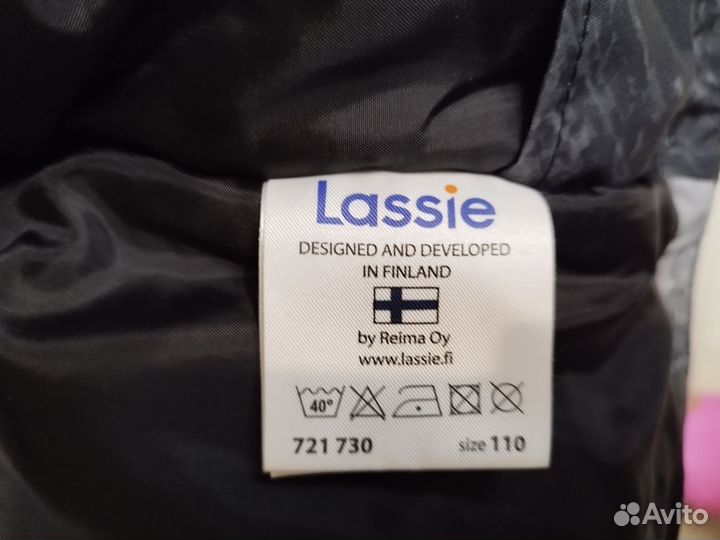 Lassie
DESIGNED AND DEVELOPED
IN FINLAND
by Reima Oy
www.lassie.fi
40°
721 730 size 110
Avito